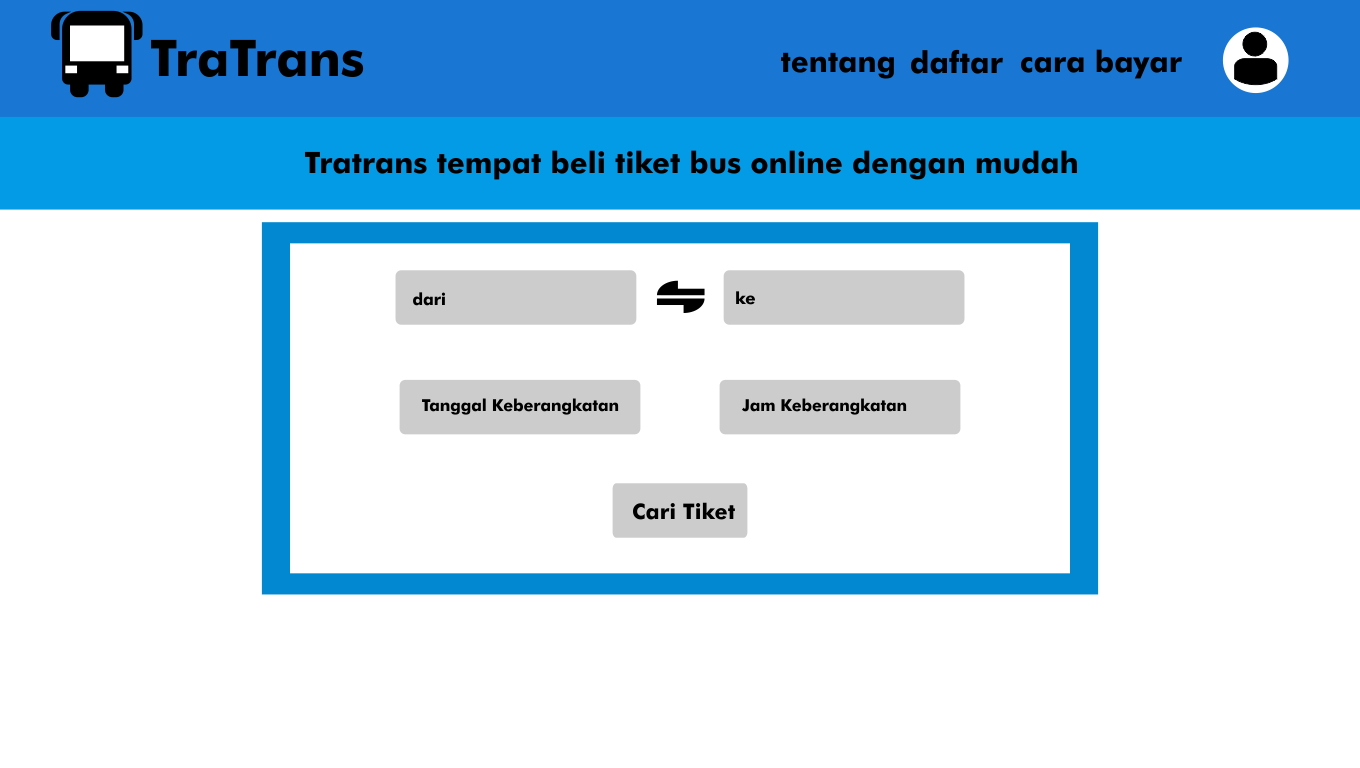 TraTrans
tentang daftar cara bayar
Tratrans tempat beli tiket bus online dengan mudah
dari
ke
Tanggal Keberangkatan
Jam Keberangkatan
Cari Tiket